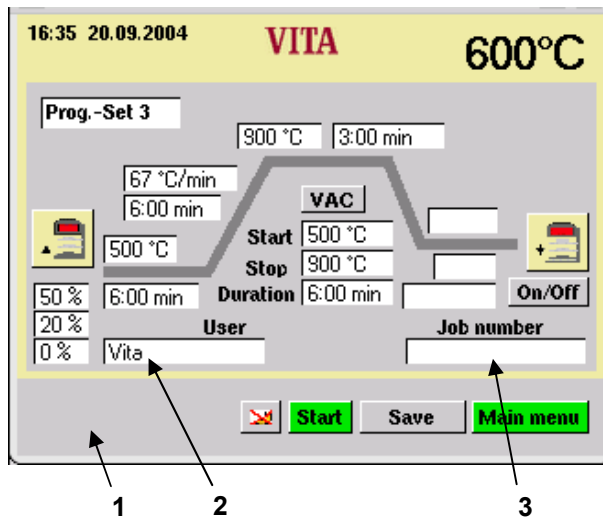 16:35 20.09.2004 VITA 600°C
Prog.-Set 3
900 °C 3:00 min
67 °C/min
6:00 min
VAC
500 °C Start 500 °C
Stop 900 °C
50 % 6:00 min Duration 6:00 min On/Off
20 % User Job number
0 % Vita
Start Save Main menu
1 2 3